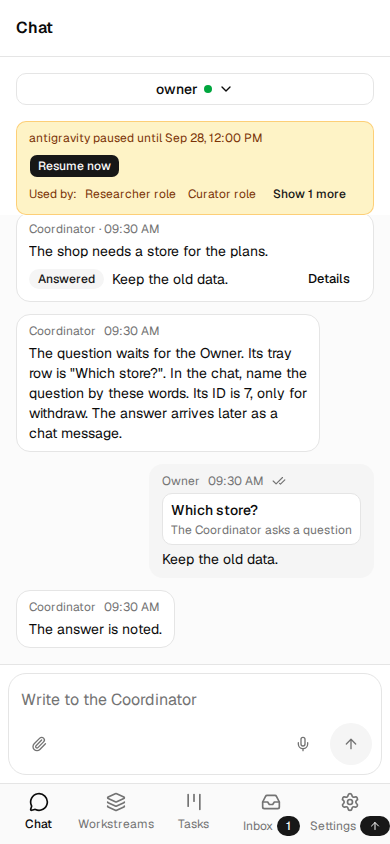 Chat
owner
antigravity paused until Sep 28, 12:00 PM
Resume now
Used by: Researcher role Curator role Show 1 more
Coordinator · 09:30 AM
The shop needs a store for the plans.
Answered Keep the old data. Details
Coordinator 09:30 AM
The question waits for the Owner. Its tray
row is "Which store?". In the chat, name the
question by these words. Its ID is 7, only for
withdraw. The answer arrives later as a
chat message.
Owner 09:30 AM
Which store?
The Coordinator asks a question
Keep the old data.
Coordinator 09:30 AM
The answer is noted.
Write to the Coordinator
Chat Workstreams Tasks Inbox 1 Settings